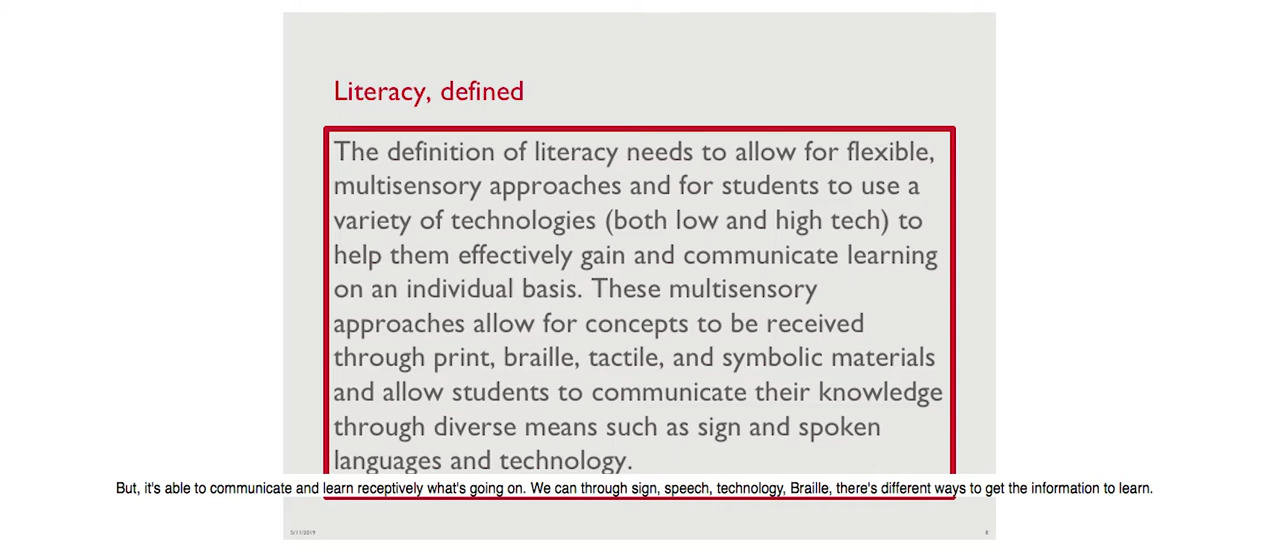 Literacy, defined
The definition of literacy needs to allow for flexible,
multisensory approaches and for students to use a
variety of technologies (both low and high tech) to
help them effectively gain and communicate learning
on an individual basis. These multisensory
approaches allow for concepts to be received
through print, braille, tactile, and symbolic materials
and allow students to communicate their knowledge
through diverse means such as sign and spoken
languages and technology.
But, it's able to communicate and learn receptively what's going on. We can through sign, speech, technology, Braille, there's different ways to get the information to learn.
5/11/2019
8